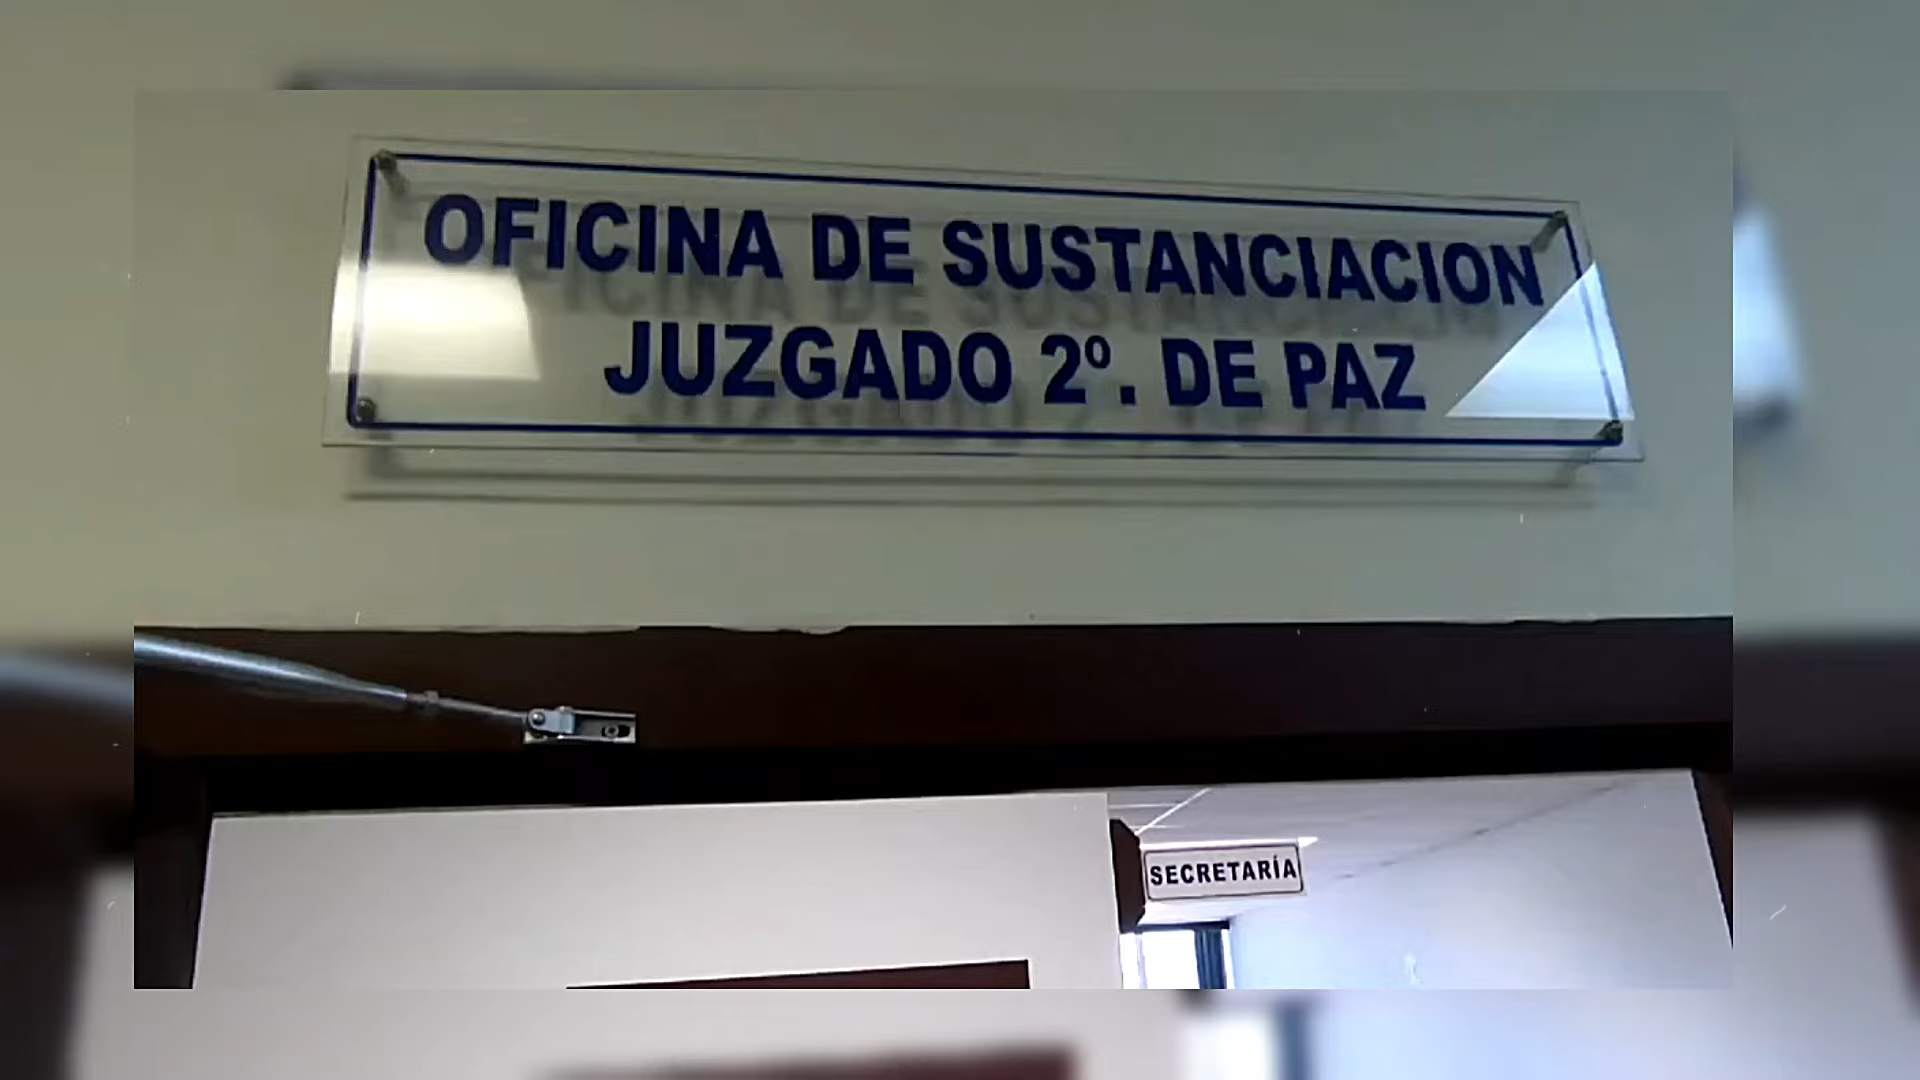 OFICINA DE SUSTANCIACION
JUZGADO 2º. DE PAZ
SECRETARÍA